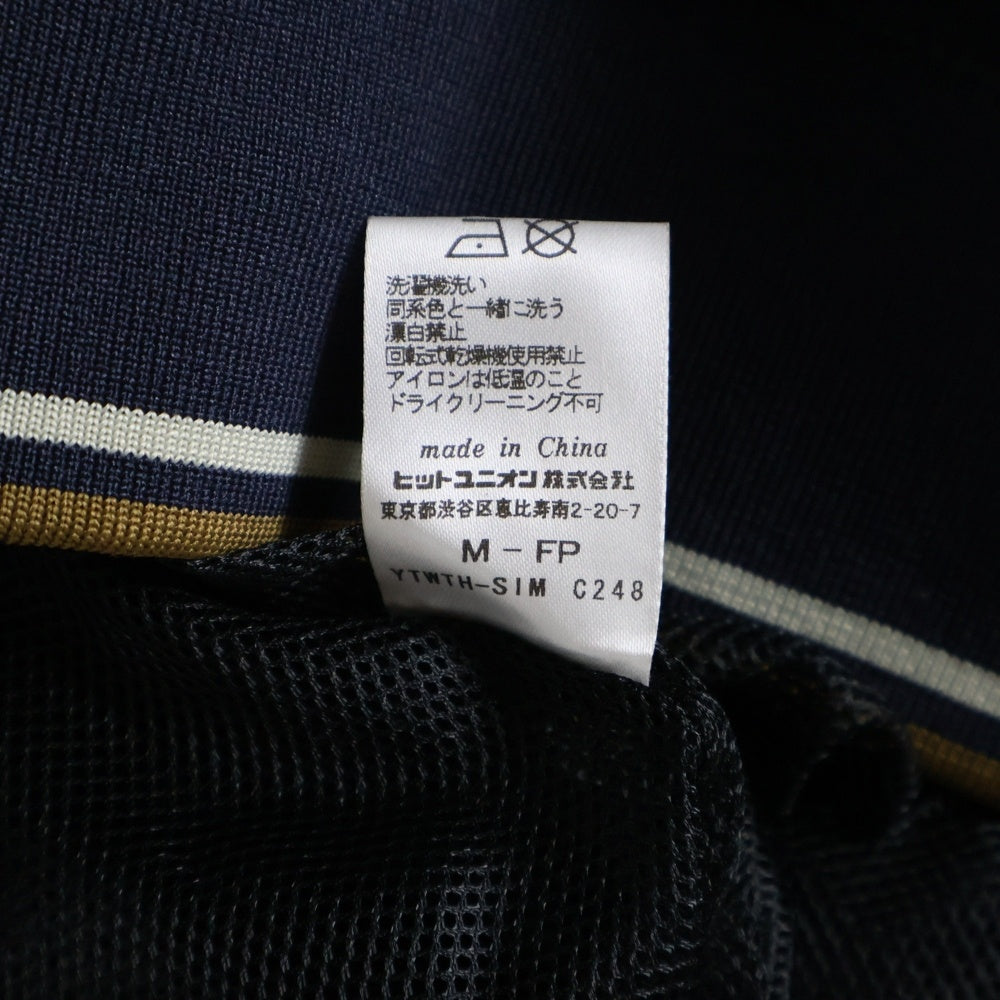 洗濯機洗い
同系色と一緒に洗う
漂白禁止
回転式乾燥機使用禁止
アイロンは低温のこと
ドライクリーニング不可
made in China
ヒットユニオン株式会社
東京都渋谷区恵比寿南2-20-7
M - FP
YTWTH-SIM C248